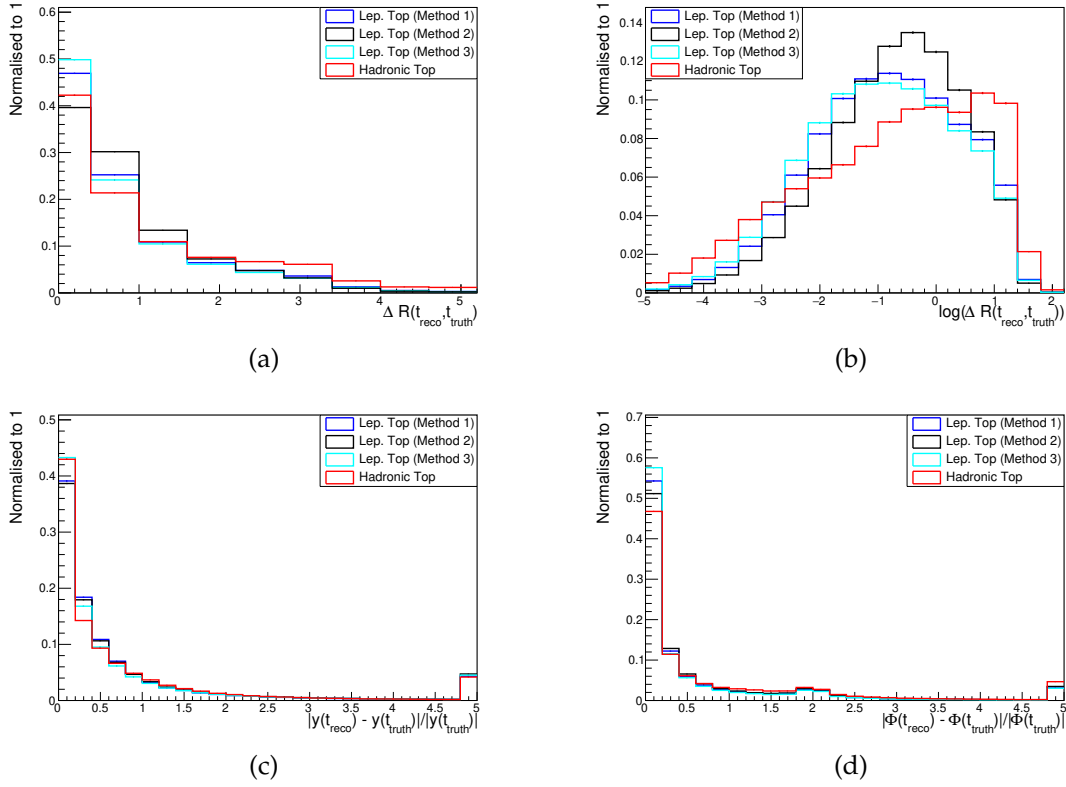 Normalised to 1
0.6
0.5
0.4
0.3
0.2
0.1
0
0 1 2 3 4 5
Δ R(t_reco,t_truth)
Lep. Top (Method 1)
Lep. Top (Method 2)
Lep. Top (Method 3)
Hadronic Top
(a)
Normalised to 1
0.14
0.12
0.1
0.08
0.06
0.04
0.02
0
−5 −4 −3 −2 −1 0 1 2
log(Δ R(t_reco,t_truth))
Lep. Top (Method 1)
Lep. Top (Method 2)
Lep. Top (Method 3)
Hadronic Top
(b)
Normalised to 1
0.5
0.4
0.3
0.2
0.1
0
0 0.5 1 1.5 2 2.5 3 3.5 4 4.5 5
|y(t_reco) - y(t_truth)|/|y(t_truth)|
Lep. Top (Method 1)
Lep. Top (Method 2)
Lep. Top (Method 3)
Hadronic Top
(c)
Normalised to 1
0.7
0.6
0.5
0.4
0.3
0.2
0.1
0
0 0.5 1 1.5 2 2.5 3 3.5 4 4.5 5
|Φ(t_reco) - Φ(t_truth)|/|Φ(t_truth)|
Lep. Top (Method 1)
Lep. Top (Method 2)
Lep. Top (Method 3)
Hadronic Top
(d)